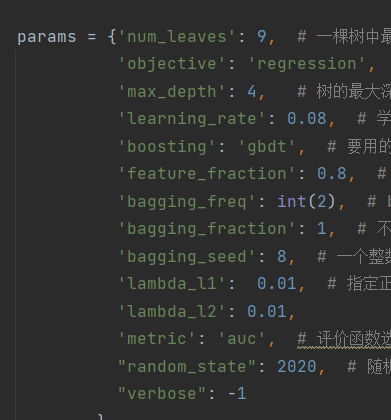 params = {'num_leaves': 9,  # 一棵树中最
'objective': 'regression',
'max_depth': 4,   # 树的最大深
'learning_rate': 0.08,  # 学
'boosting': 'gbdt',  # 要用的
'feature_fraction': 0.8,  #
'bagging_freq': int(2),  #
'bagging_fraction': 1,  # 不
'bagging_seed': 8,  # 一个整数
'lambda_l1':  0.01,  # 指定正
'lambda_l2': 0.01,
'metric': 'auc',  # 评价函数选
"random_state": 2020,  # 随机
"verbose": -1
}